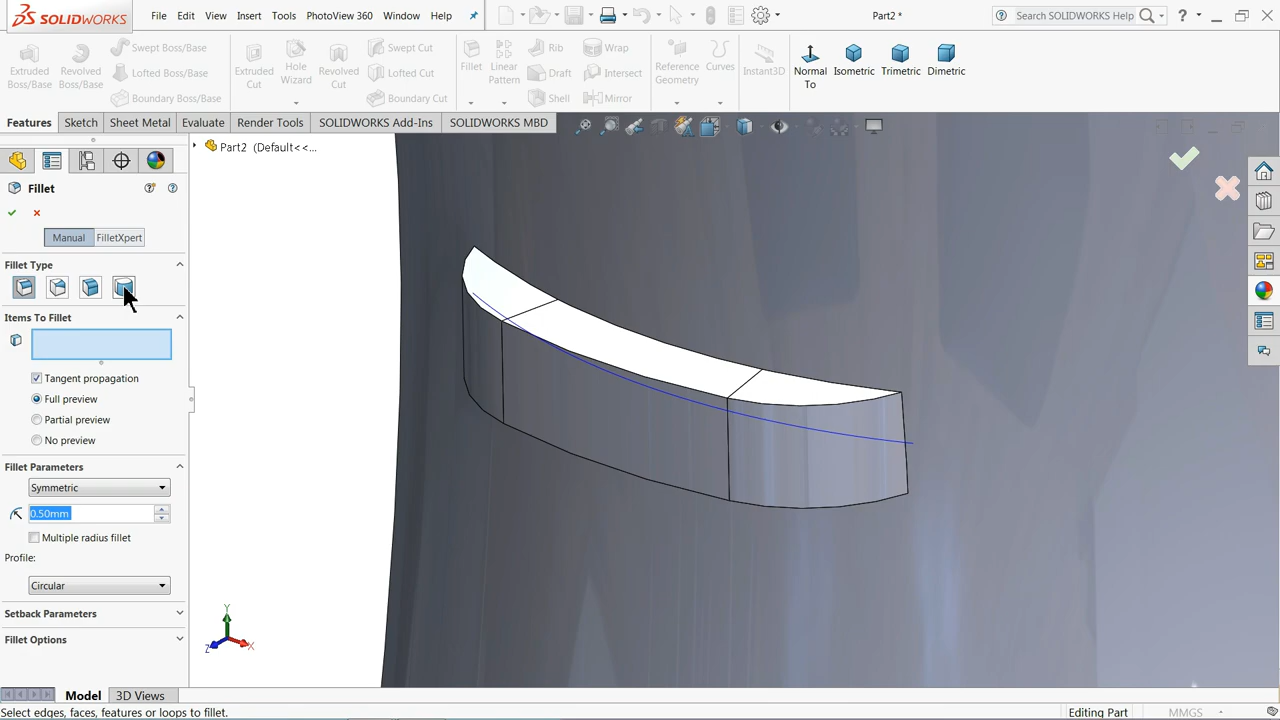 SOLIDWORKS
File Edit View Insert Tools PhotoView 360 Window Help
Part2 *
Search SOLIDWORKS Help
Extruded Boss/Base
Revolved Boss/Base
Swept Boss/Base
Lofted Boss/Base
Boundary Boss/Base
Extruded Cut
Hole Wizard
Revolved Cut
Swept Cut
Lofted Cut
Boundary Cut
Fillet
Linear Pattern
Rib
Draft
Shell
Wrap
Intersect
Mirror
Reference Geometry
Curves
Instant3D
Normal To
Isometric
Trimetric
Dimetric
Features Sketch Sheet Metal Evaluate Render Tools SOLIDWORKS Add-Ins SOLIDWORKS MBD
Part2 (Default<<...
Fillet
Manual FilletXpert
Fillet Type
Items To Fillet
Tangent propagation
Full preview
Partial preview
No preview
Fillet Parameters
Symmetric
0.50mm
Multiple radius fillet
Profile:
Circular
Setback Parameters
Fillet Options
Y
Z
X
Model 3D Views
Select edges, faces, features or loops to fillet.
Editing Part
MMGS